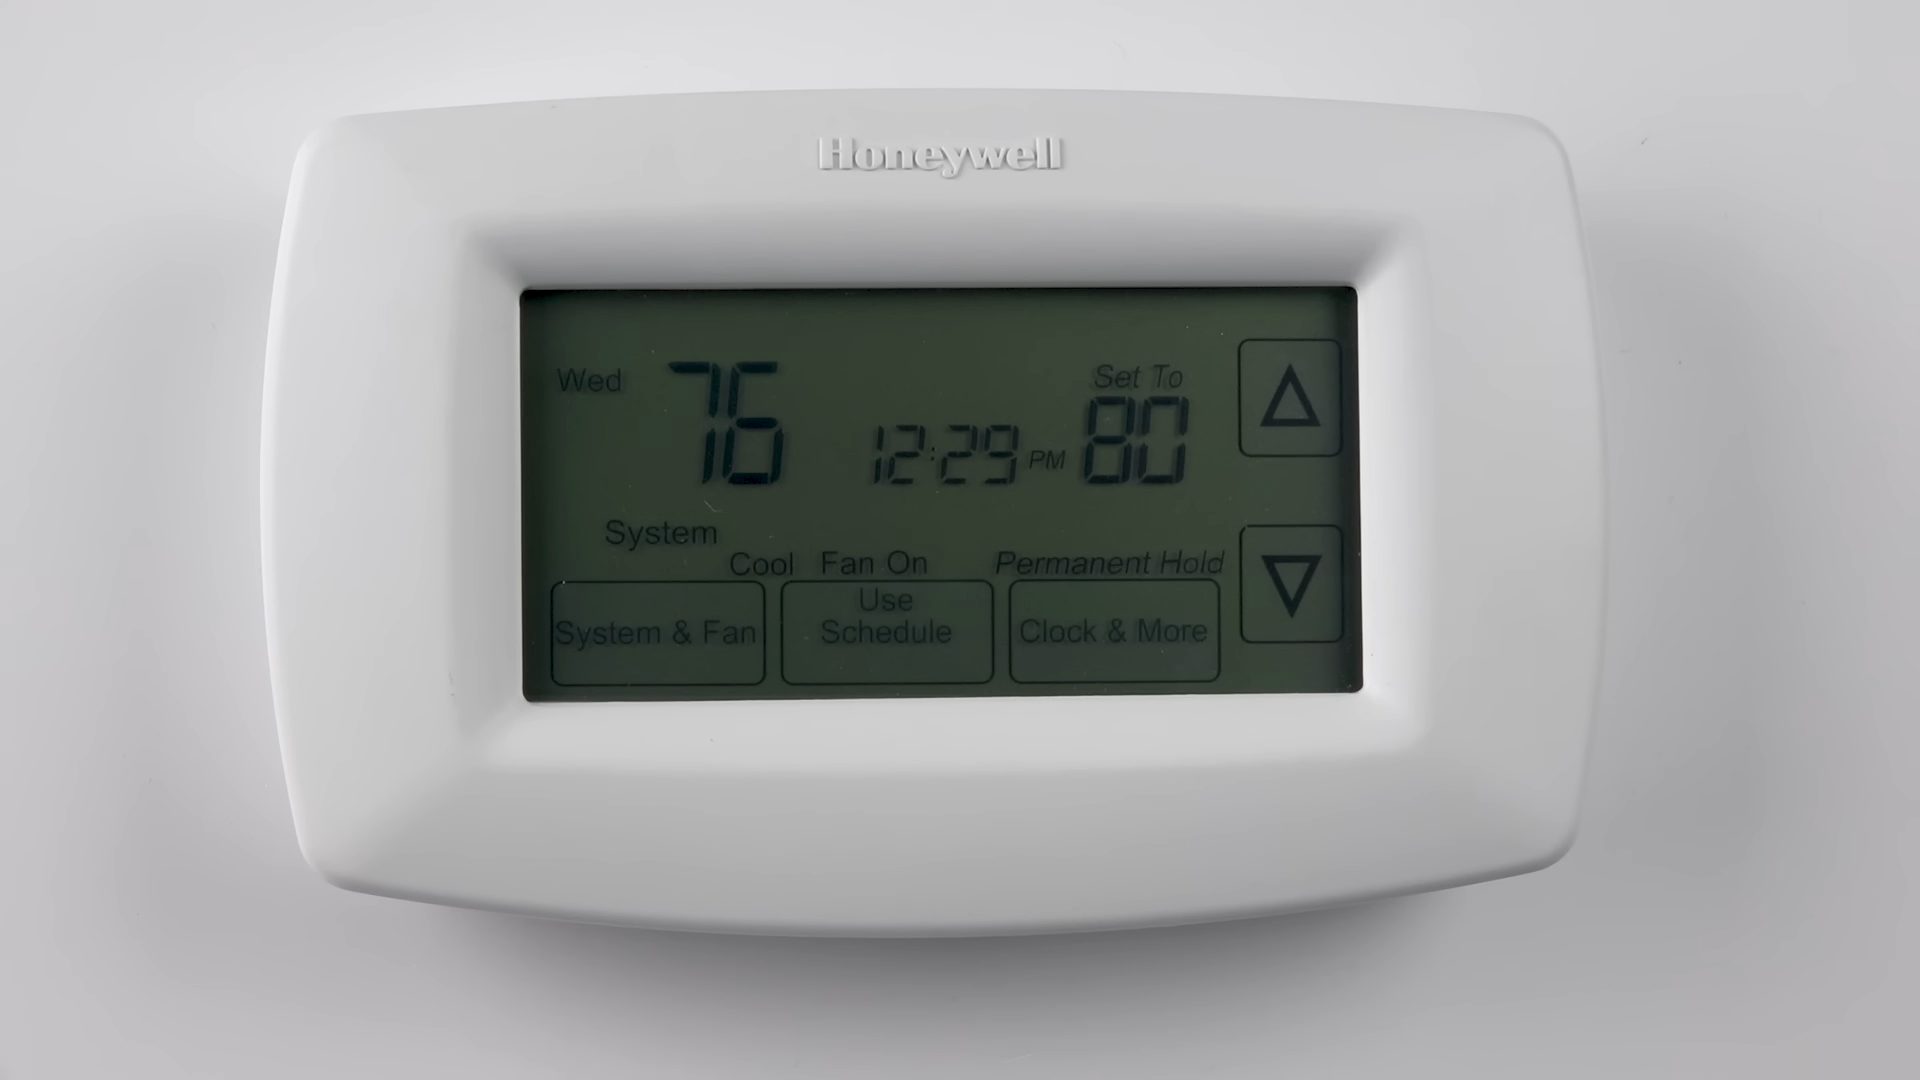 Honeywell
Wed 76 12:29 PM Set To 80
System
Cool Fan On Permanent Hold
System & Fan
Use
Schedule
Clock & More